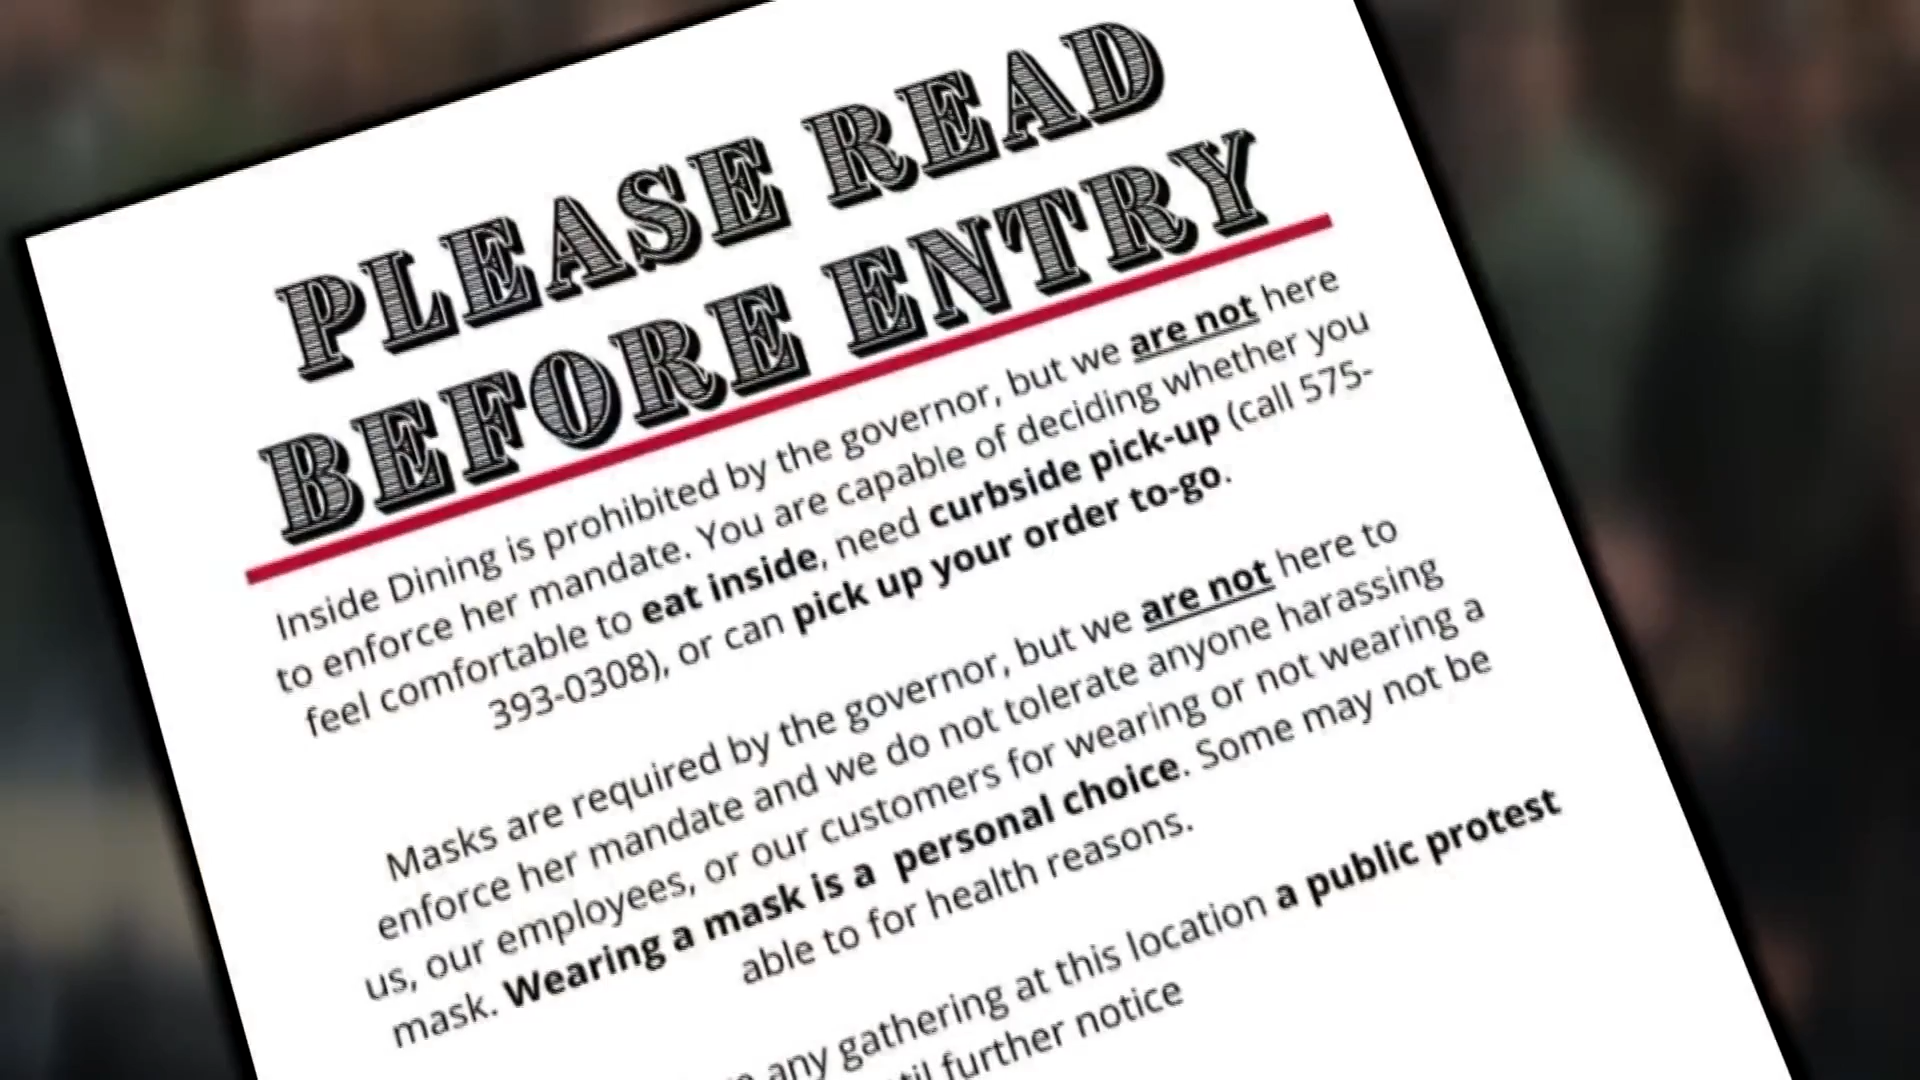 PLEASE READ
BEFORE ENTRY
Inside Dining is prohibited by the governor, but we are not here
to enforce her mandate. You are capable of deciding whether you
feel comfortable to eat inside, need curbside pick-up (call 575-
393-0308), or can pick up your order to-go.
Masks are required by the governor, but we are not here to
enforce her mandate and we do not tolerate anyone harassing
us, our employees, or our customers for wearing or not wearing a
mask. Wearing a mask is a personal choice. Some may not be
able to for health reasons.
any gathering at this location a public protest
further notice